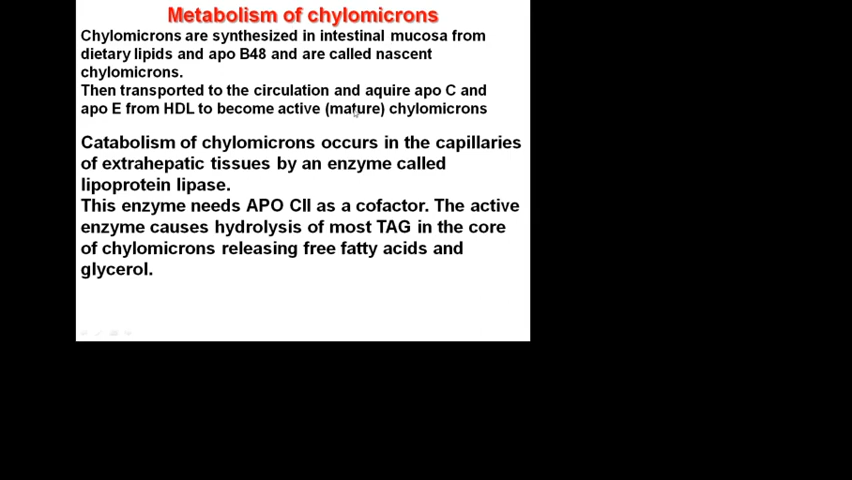 Metabolism of chylomicrons
Chylomicrons are synthesized in intestinal mucosa from
dietary lipids and apo B48 and are called nascent
chylomicrons.
Then transported to the circulation and aquire apo C and
apo E from HDL to become active (mature) chylomicrons
Catabolism of chylomicrons occurs in the capillaries
of extrahepatic tissues by an enzyme called
lipoprotein lipase.
This enzyme needs APO CII as a cofactor. The active
enzyme causes hydrolysis of most TAG in the core
of chylomicrons releasing free fatty acids and
glycerol.